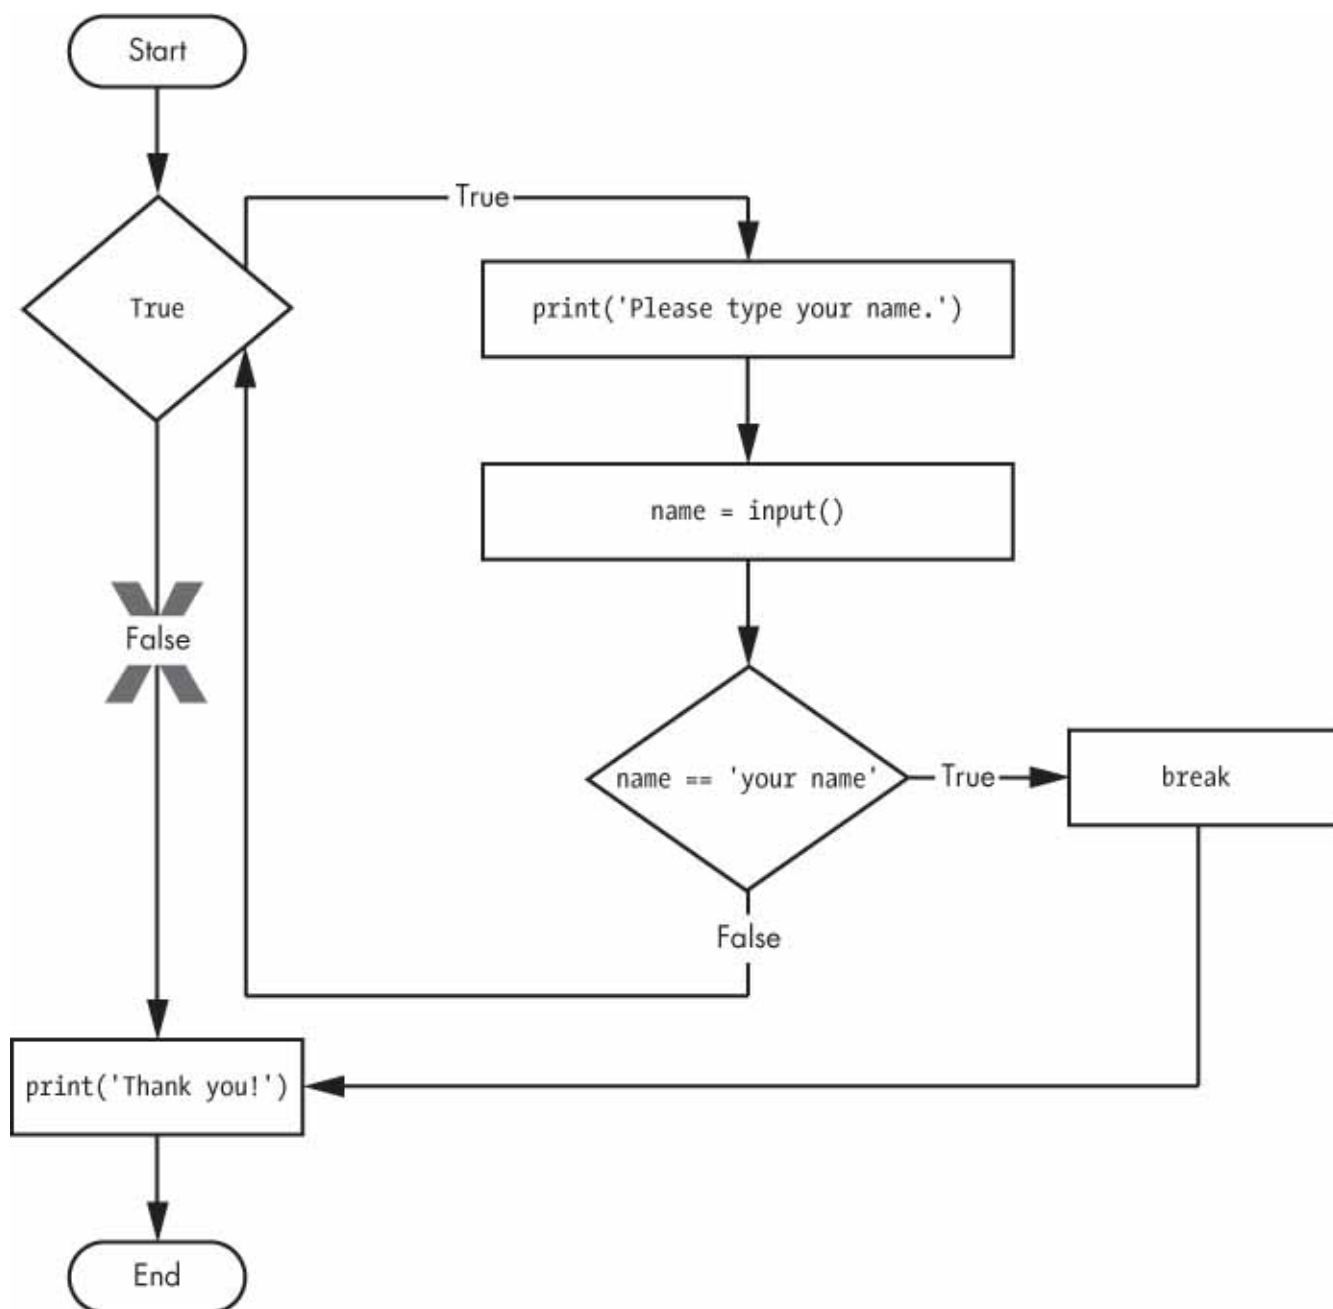 Start
True
True
print('Please type your name.')
name = input()
False
name == 'your name'
True
break
False
print('Thank you!')
End